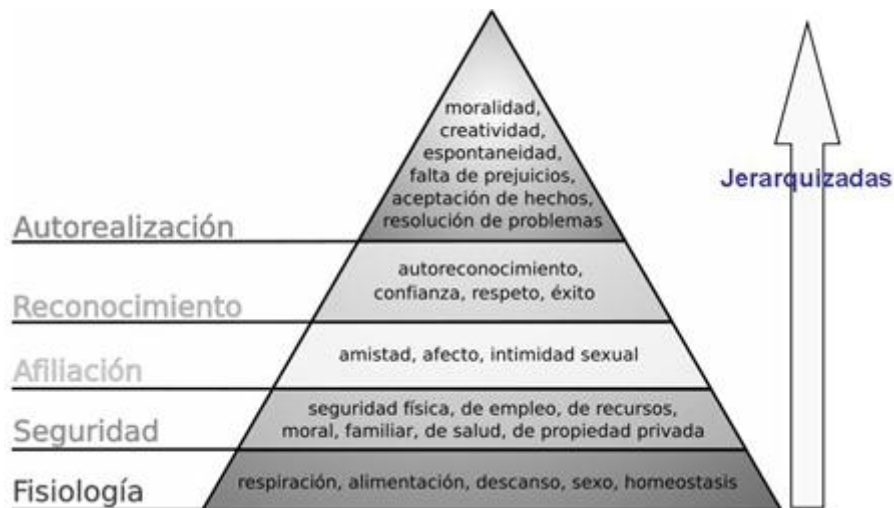 moralidad,
creatividad,
espontaneidad,
falta de prejuicios,
aceptación de hechos,
resolución de problemas
Jerarquizadas
Autorealización
autoreconocimiento,
confianza, respeto, éxito
Reconocimiento
amistad, afecto, intimidad sexual
Afiliación
seguridad física, de empleo, de recursos,
moral, familiar, de salud, de propiedad privada
Seguridad
respiración, alimentación, descanso, sexo, homeostasis
Fisiología